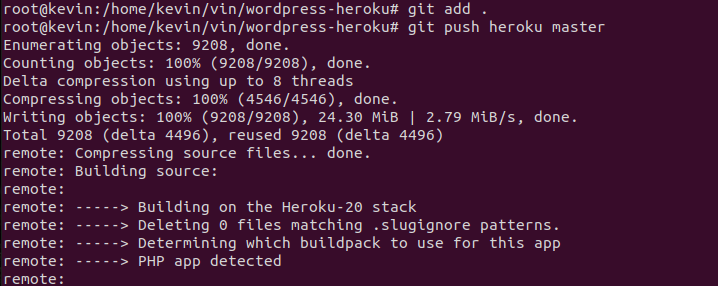 root@kevin:/home/kevin/vin/wordpress-heroku# git add .
root@kevin:/home/kevin/vin/wordpress-heroku# git push heroku master
Enumerating objects: 9208, done.
Counting objects: 100% (9208/9208), done.
Delta compression using up to 8 threads
Compressing objects: 100% (4546/4546), done.
Writing objects: 100% (9208/9208), 24.30 MiB | 2.79 MiB/s, done.
Total 9208 (delta 4496), reused 9208 (delta 4496)
remote: Compressing source files... done.
remote: Building source:
remote:
remote: -----> Building on the Heroku-20 stack
remote: -----> Deleting 0 files matching .slugignore patterns.
remote: -----> Determining which buildpack to use for this app
remote: -----> PHP app detected
remote: